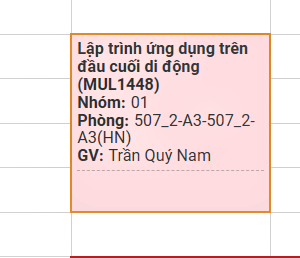 Lập trình ứng dụng trên
đầu cuối di động
(MUL1448)
Nhóm: 01
Phòng: 507_2-A3-507_2-
A3(HN)
GV: Trần Quý Nam